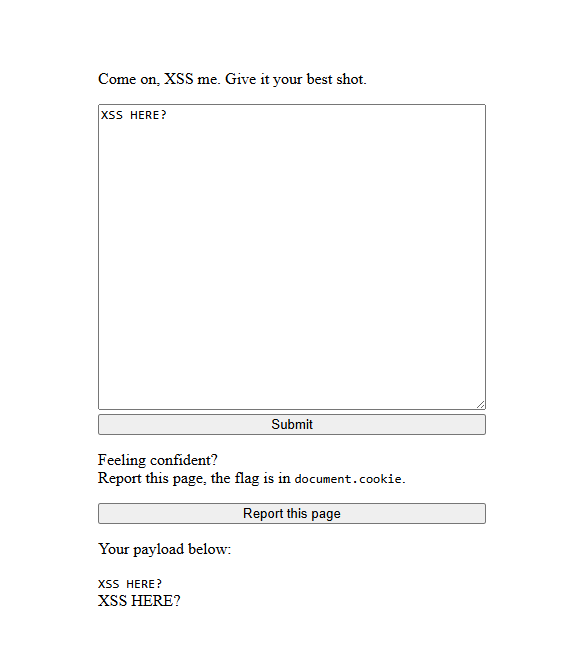 Come on, XSS me. Give it your best shot.
XSS HERE?
Submit
Feeling confident?
Report this page, the flag is in document.cookie.
Report this page
Your payload below:
XSS HERE?
XSS HERE?